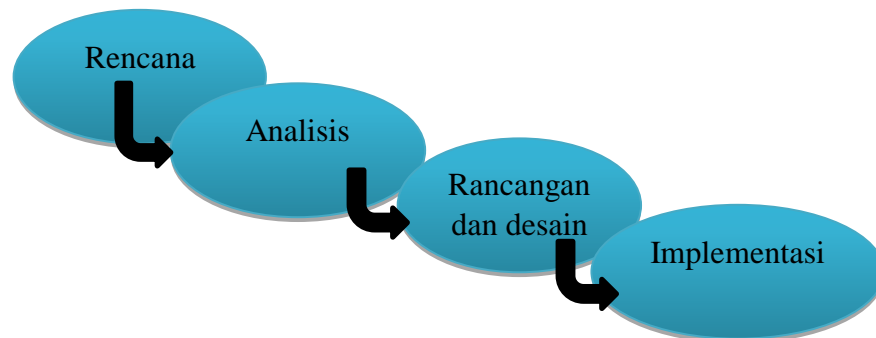 Rencana
Analisis
Rancangan
dan desain
Implementasi